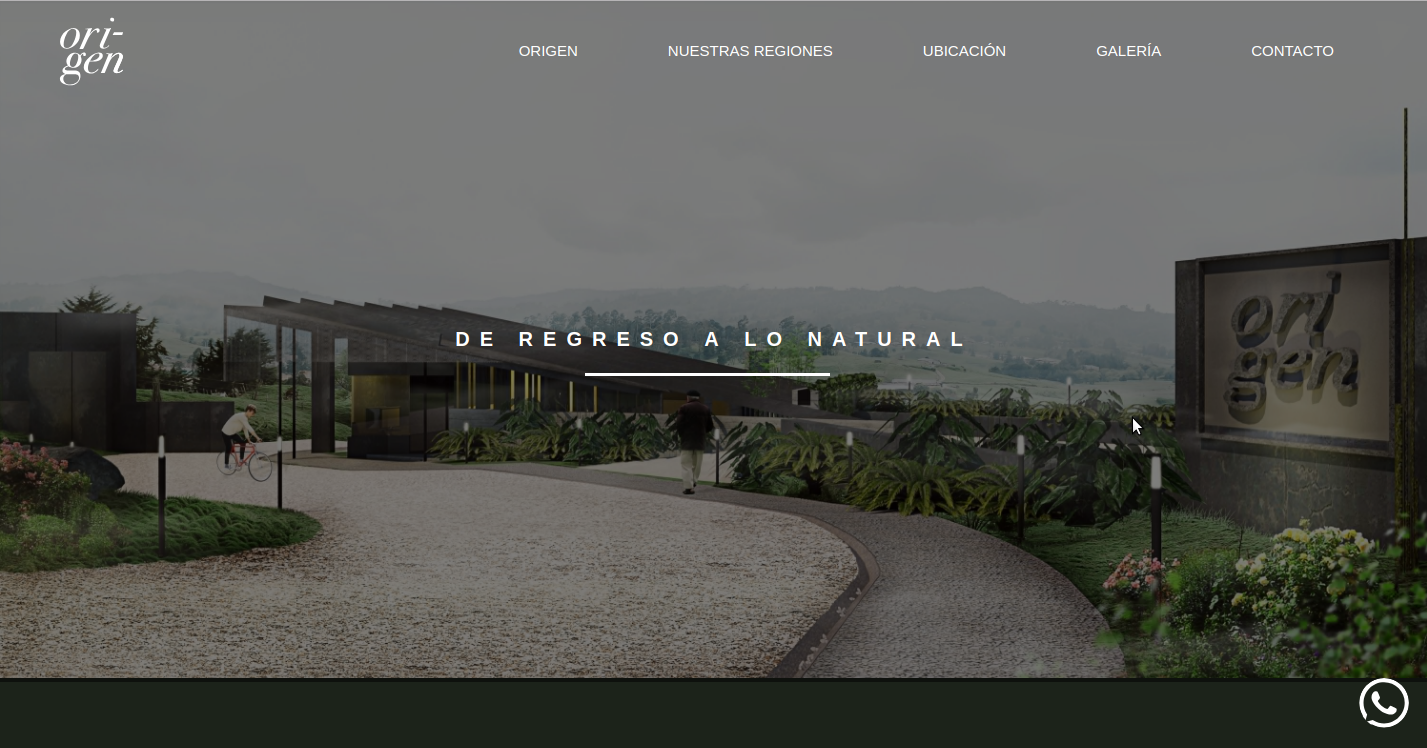 ori-
gen
ORIGEN
NUESTRAS REGIONES
UBICACIÓN
GALERÍA
CONTACTO
DE REGRESO A LO NATURAL
ori
gen